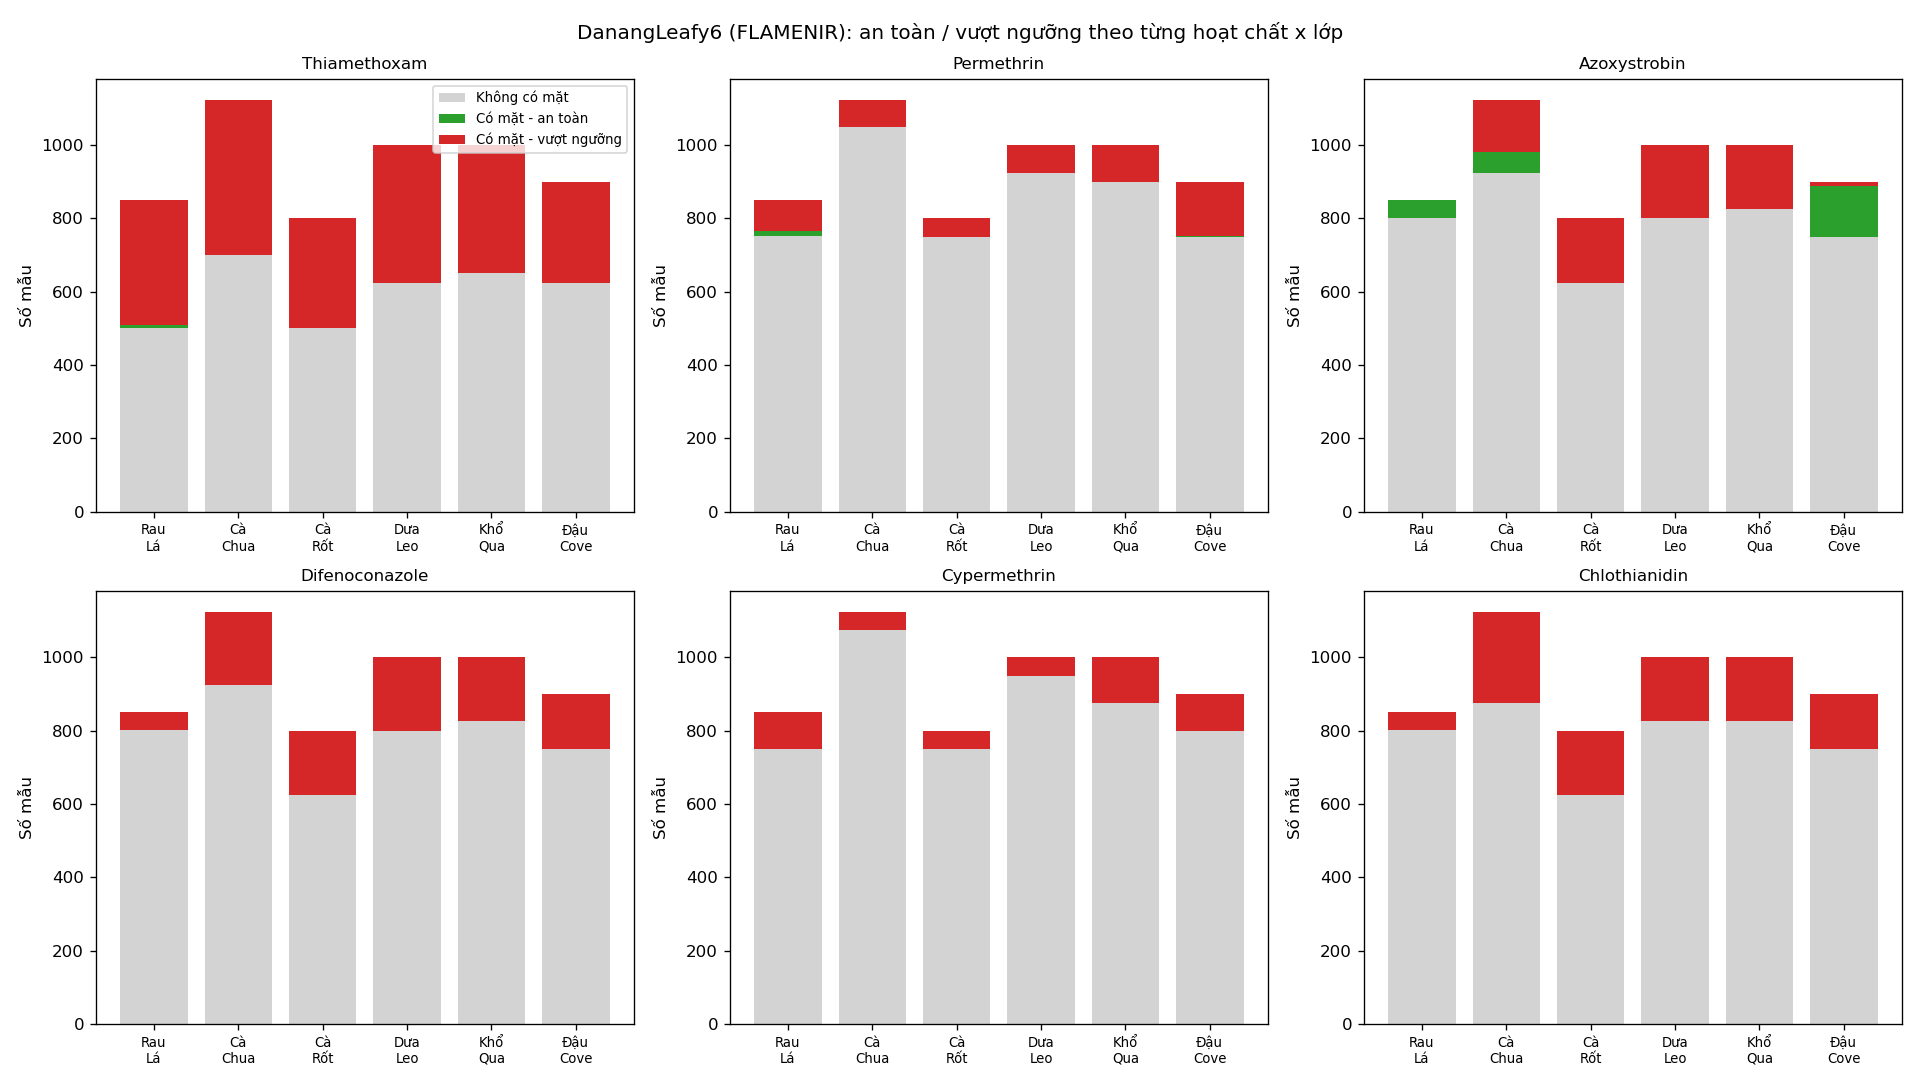 DanangLeafy6 (FLAMENIR): an toàn / vượt ngưỡng theo từng hoạt chất x lớp
Thiamethoxam
Không có mặt
Có mặt - an toàn
Có mặt - vượt ngưỡng
Số mẫu
1000
800
600
400
200
0
Rau Cà Cà Dưa Khổ Đậu
Lá Chua Rốt Leo Qua Cove
Permethrin
Số mẫu
1000
800
600
400
200
0
Rau Cà Cà Dưa Khổ Đậu
Lá Chua Rốt Leo Qua Cove
Azoxystrobin
Số mẫu
1000
800
600
400
200
0
Rau Cà Cà Dưa Khổ Đậu
Lá Chua Rốt Leo Qua Cove
Difenoconazole
Số mẫu
1000
800
600
400
200
0
Rau Cà Cà Dưa Khổ Đậu
Lá Chua Rốt Leo Qua Cove
Cypermethrin
Số mẫu
1000
800
600
400
200
0
Rau Cà Cà Dưa Khổ Đậu
Lá Chua Rốt Leo Qua Cove
Chlothianidin
Số mẫu
1000
800
600
400
200
0
Rau Cà Cà Dưa Khổ Đậu
Lá Chua Rốt Leo Qua Cove